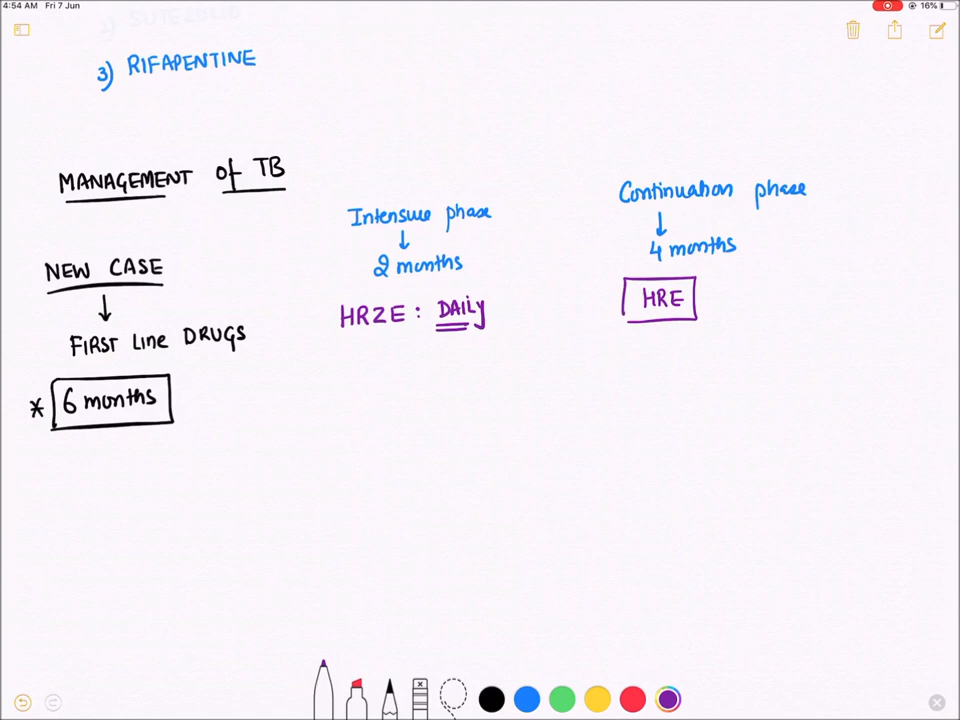 4:54 AM Fri 7 Jun
16%
3) RIFAPENTINE
MANAGEMENT of TB
NEW CASE
↓
FIRST Line DRUGS
* 6 months
Intensive phase
↓
2 months
HRZE : DAILY
Continuation phase
↓
4 months
HRE